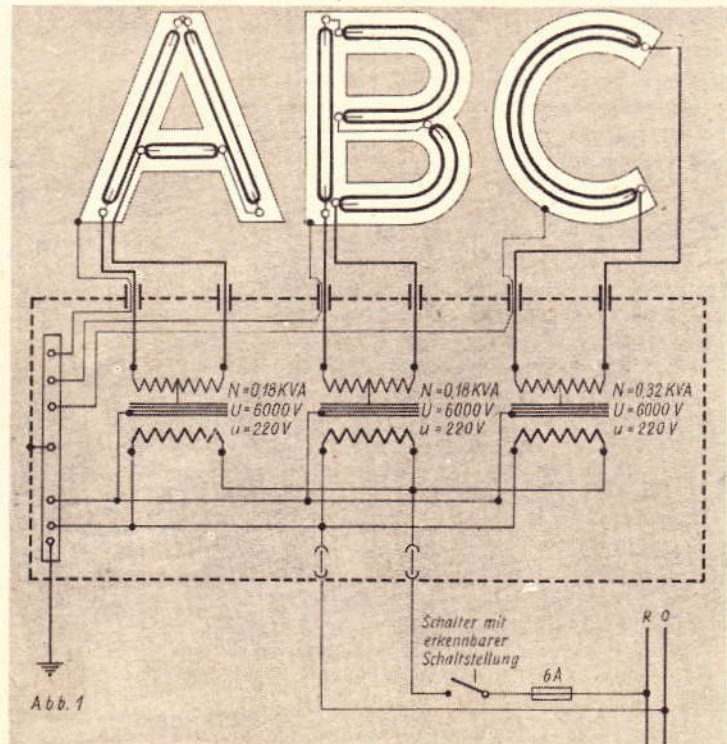 ABC
N = 0,18 KVA
U = 6000 V
u = 220 V
N = 0,18 KVA
U = 6000 V
u = 220 V
N = 0,32 KVA
U = 6000 V
u = 220 V
Schalter mit
erkennbarer
Schaltstellung
6A
R O
Abb. 1